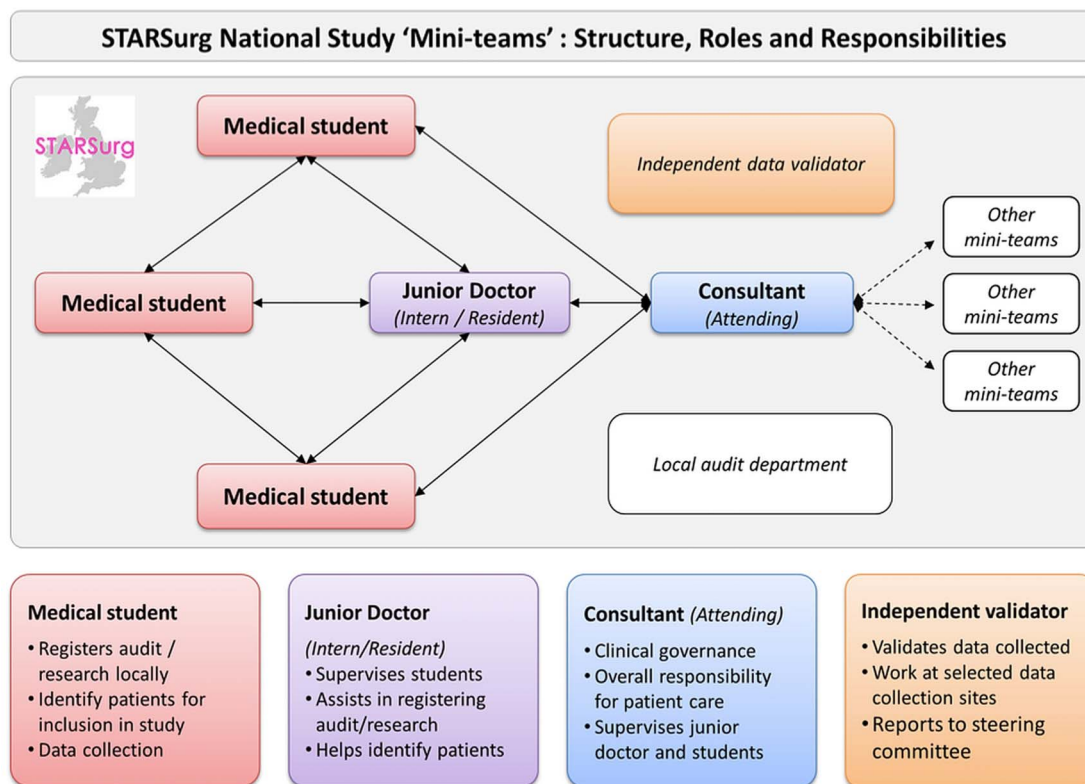 STARSurg National Study ‘Mini-teams’ : Structure, Roles and Responsibilities
STARSurg
Medical student
Independent data validator
Other
mini-teams
Medical student
Junior Doctor
(Intern / Resident)
Consultant
(Attending)
Other
mini-teams
Other
mini-teams
Local audit department
Medical student
Medical student
• Registers audit /
research locally
• Identify patients for
inclusion in study
• Data collection
Junior Doctor
(Intern/Resident)
• Supervises students
• Assists in registering
audit/research
• Helps identify patients
Consultant (Attending)
• Clinical governance
• Overall responsibility
for patient care
• Supervises junior
doctor and students
Independent validator
• Validates data collected
• Work at selected data
collection sites
• Reports to steering
committee